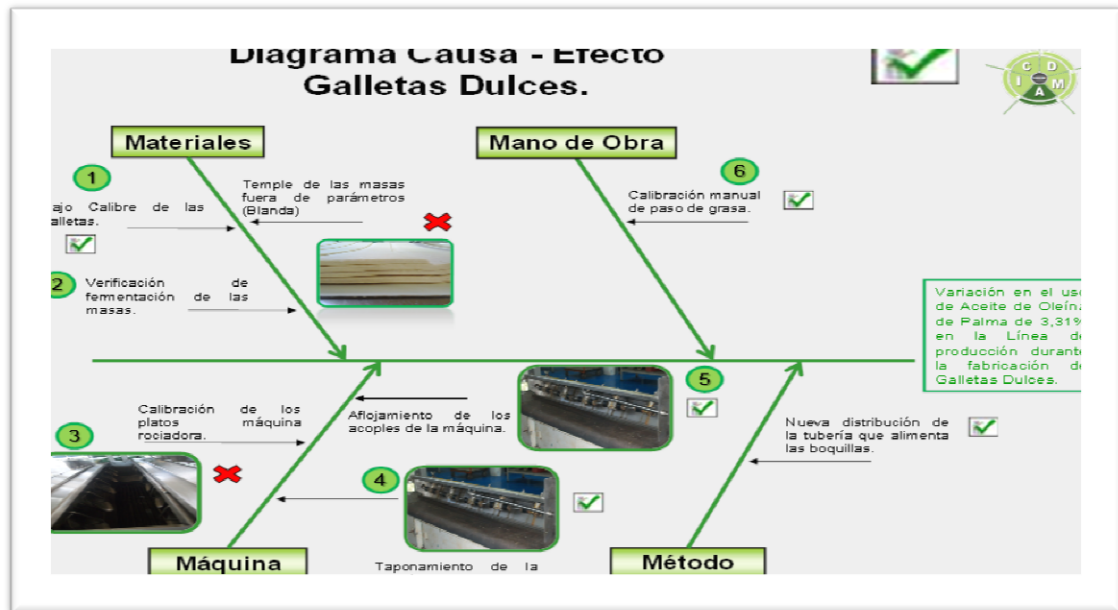 Diagrama Causa - Efecto
Galletas Dulces.
C D
I M
A
Materiales
Mano de Obra
1
ajo Calibre de las
alletas.
Temple de las masas
fuera de parámetros
(Blanda)
6
Calibración manual
de paso de grasa.
2
Verificación de
fermentación de las
masas.
Variación en el uso
de Aceite de Oleína
de Palma de 3,31%
en la Línea de
producción durante
la fabricación de
Galletas Dulces.
5
Calibración de los
platos máquina
rociadora.
Aflojamiento de los
acoples de la máquina.
3
Nueva distribución de
la tubería que alimenta
las boquillas.
4
Máquina
Taponamiento de la
Método